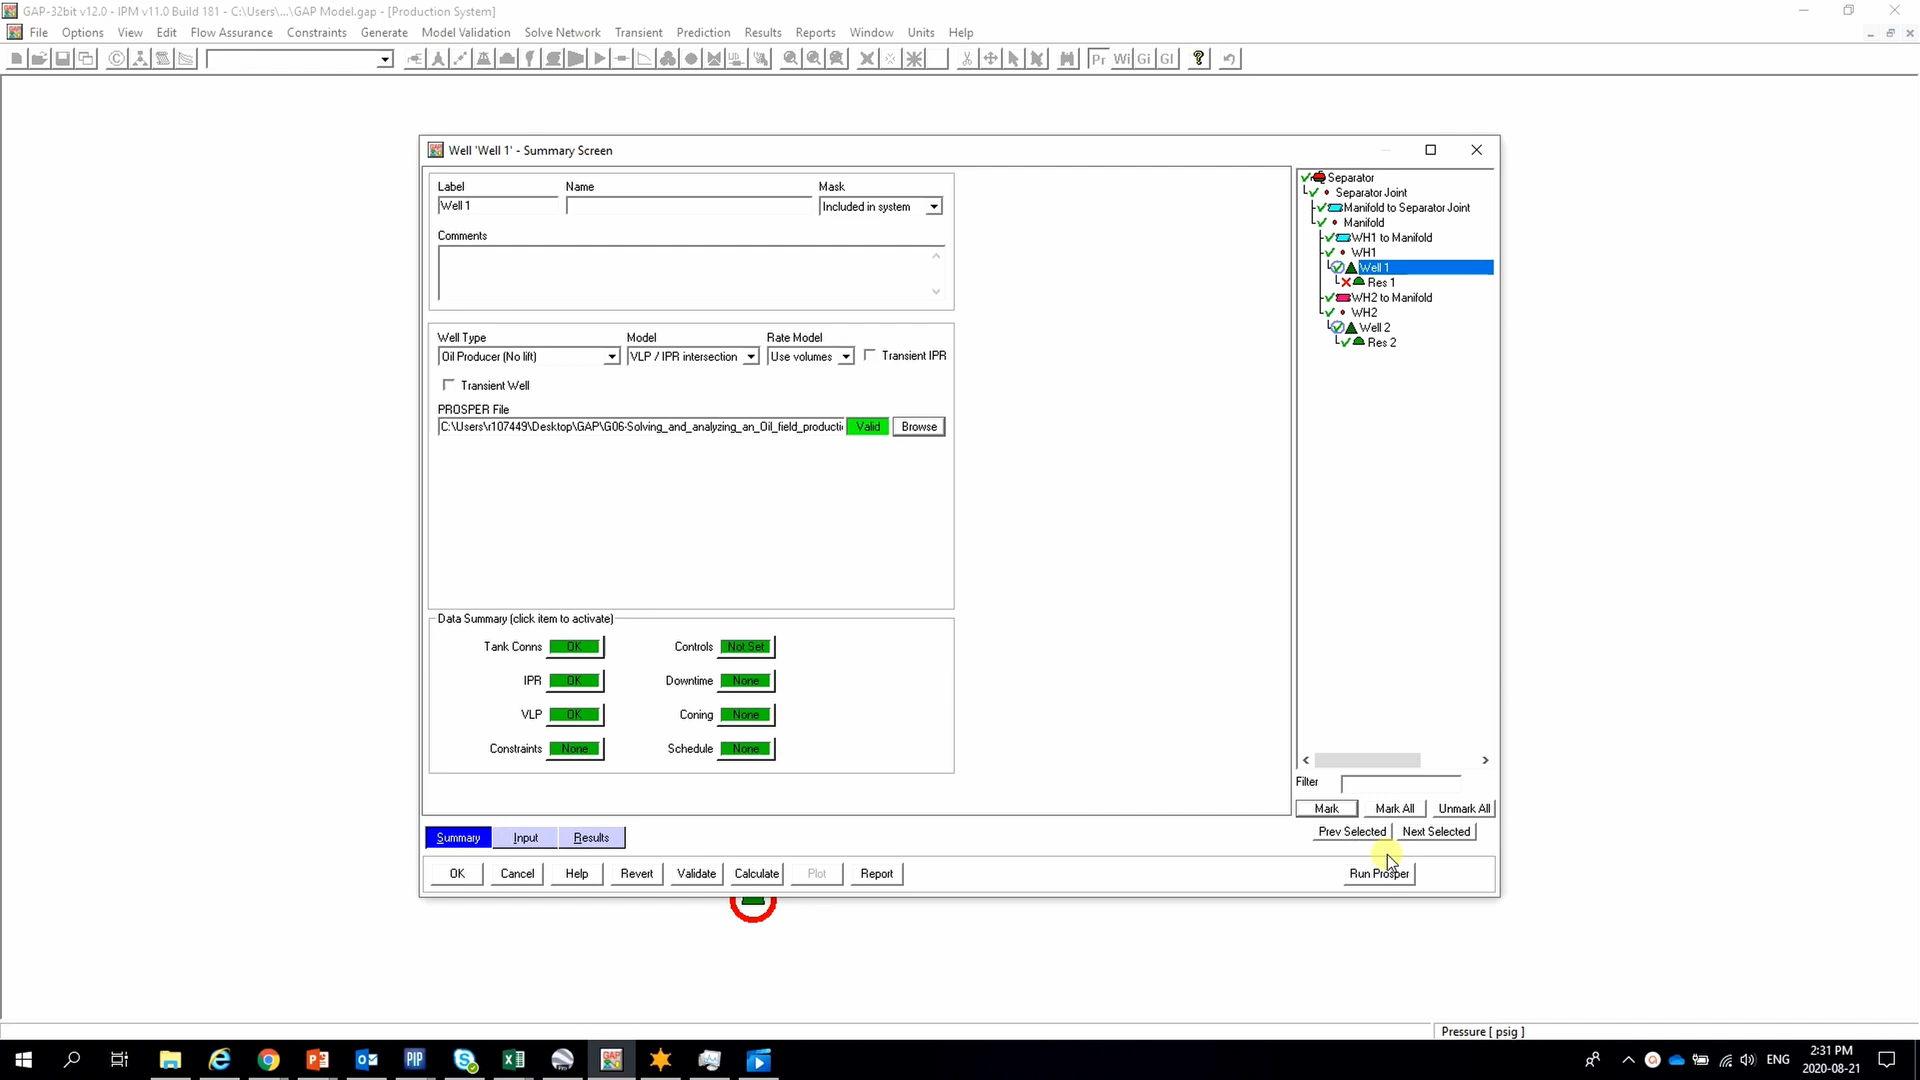 GAP-32bit v12.0 - IPM v11.0 Build 181 - C:\Users\...\GAP Model.gap - [Production System]
File Options View Edit Flow Assurance Constraints Generate Model Validation Solve Network Transient Prediction Results Reports Window Units Help
Pr Wi Gi GI
Well 'Well 1' - Summary Screen
Label Name Mask
Well 1 Included in system
Comments
Well Type Model Rate Model
Oil Producer (No lift) VLP / IPR intersection Use volumes Transient IPR
Transient Well
PROSPER File
C:\Users\r107449\Desktop\GAP\G06-Solving_and_analyzing_an_Oil_field_producti Valid Browse
Data Summary (click item to activate)
Tank Conns OK Controls Not Set
IPR OK Downtime None
VLP OK Coning None
Constraints None Schedule None
Separator
Separator Joint
Manifold to Separator Joint
Manifold
WH1 to Manifold
WH1
Well 1
Res 1
WH2 to Manifold
WH2
Well 2
Res 2
Filter
Mark Mark All Unmark All
Prev Selected Next Selected
Summary Input Results
OK Cancel Help Revert Validate Calculate Plot Report Run Prosper
Pressure [ psig ]
PIP GAP
ENG
2:31 PM
2020-08-21